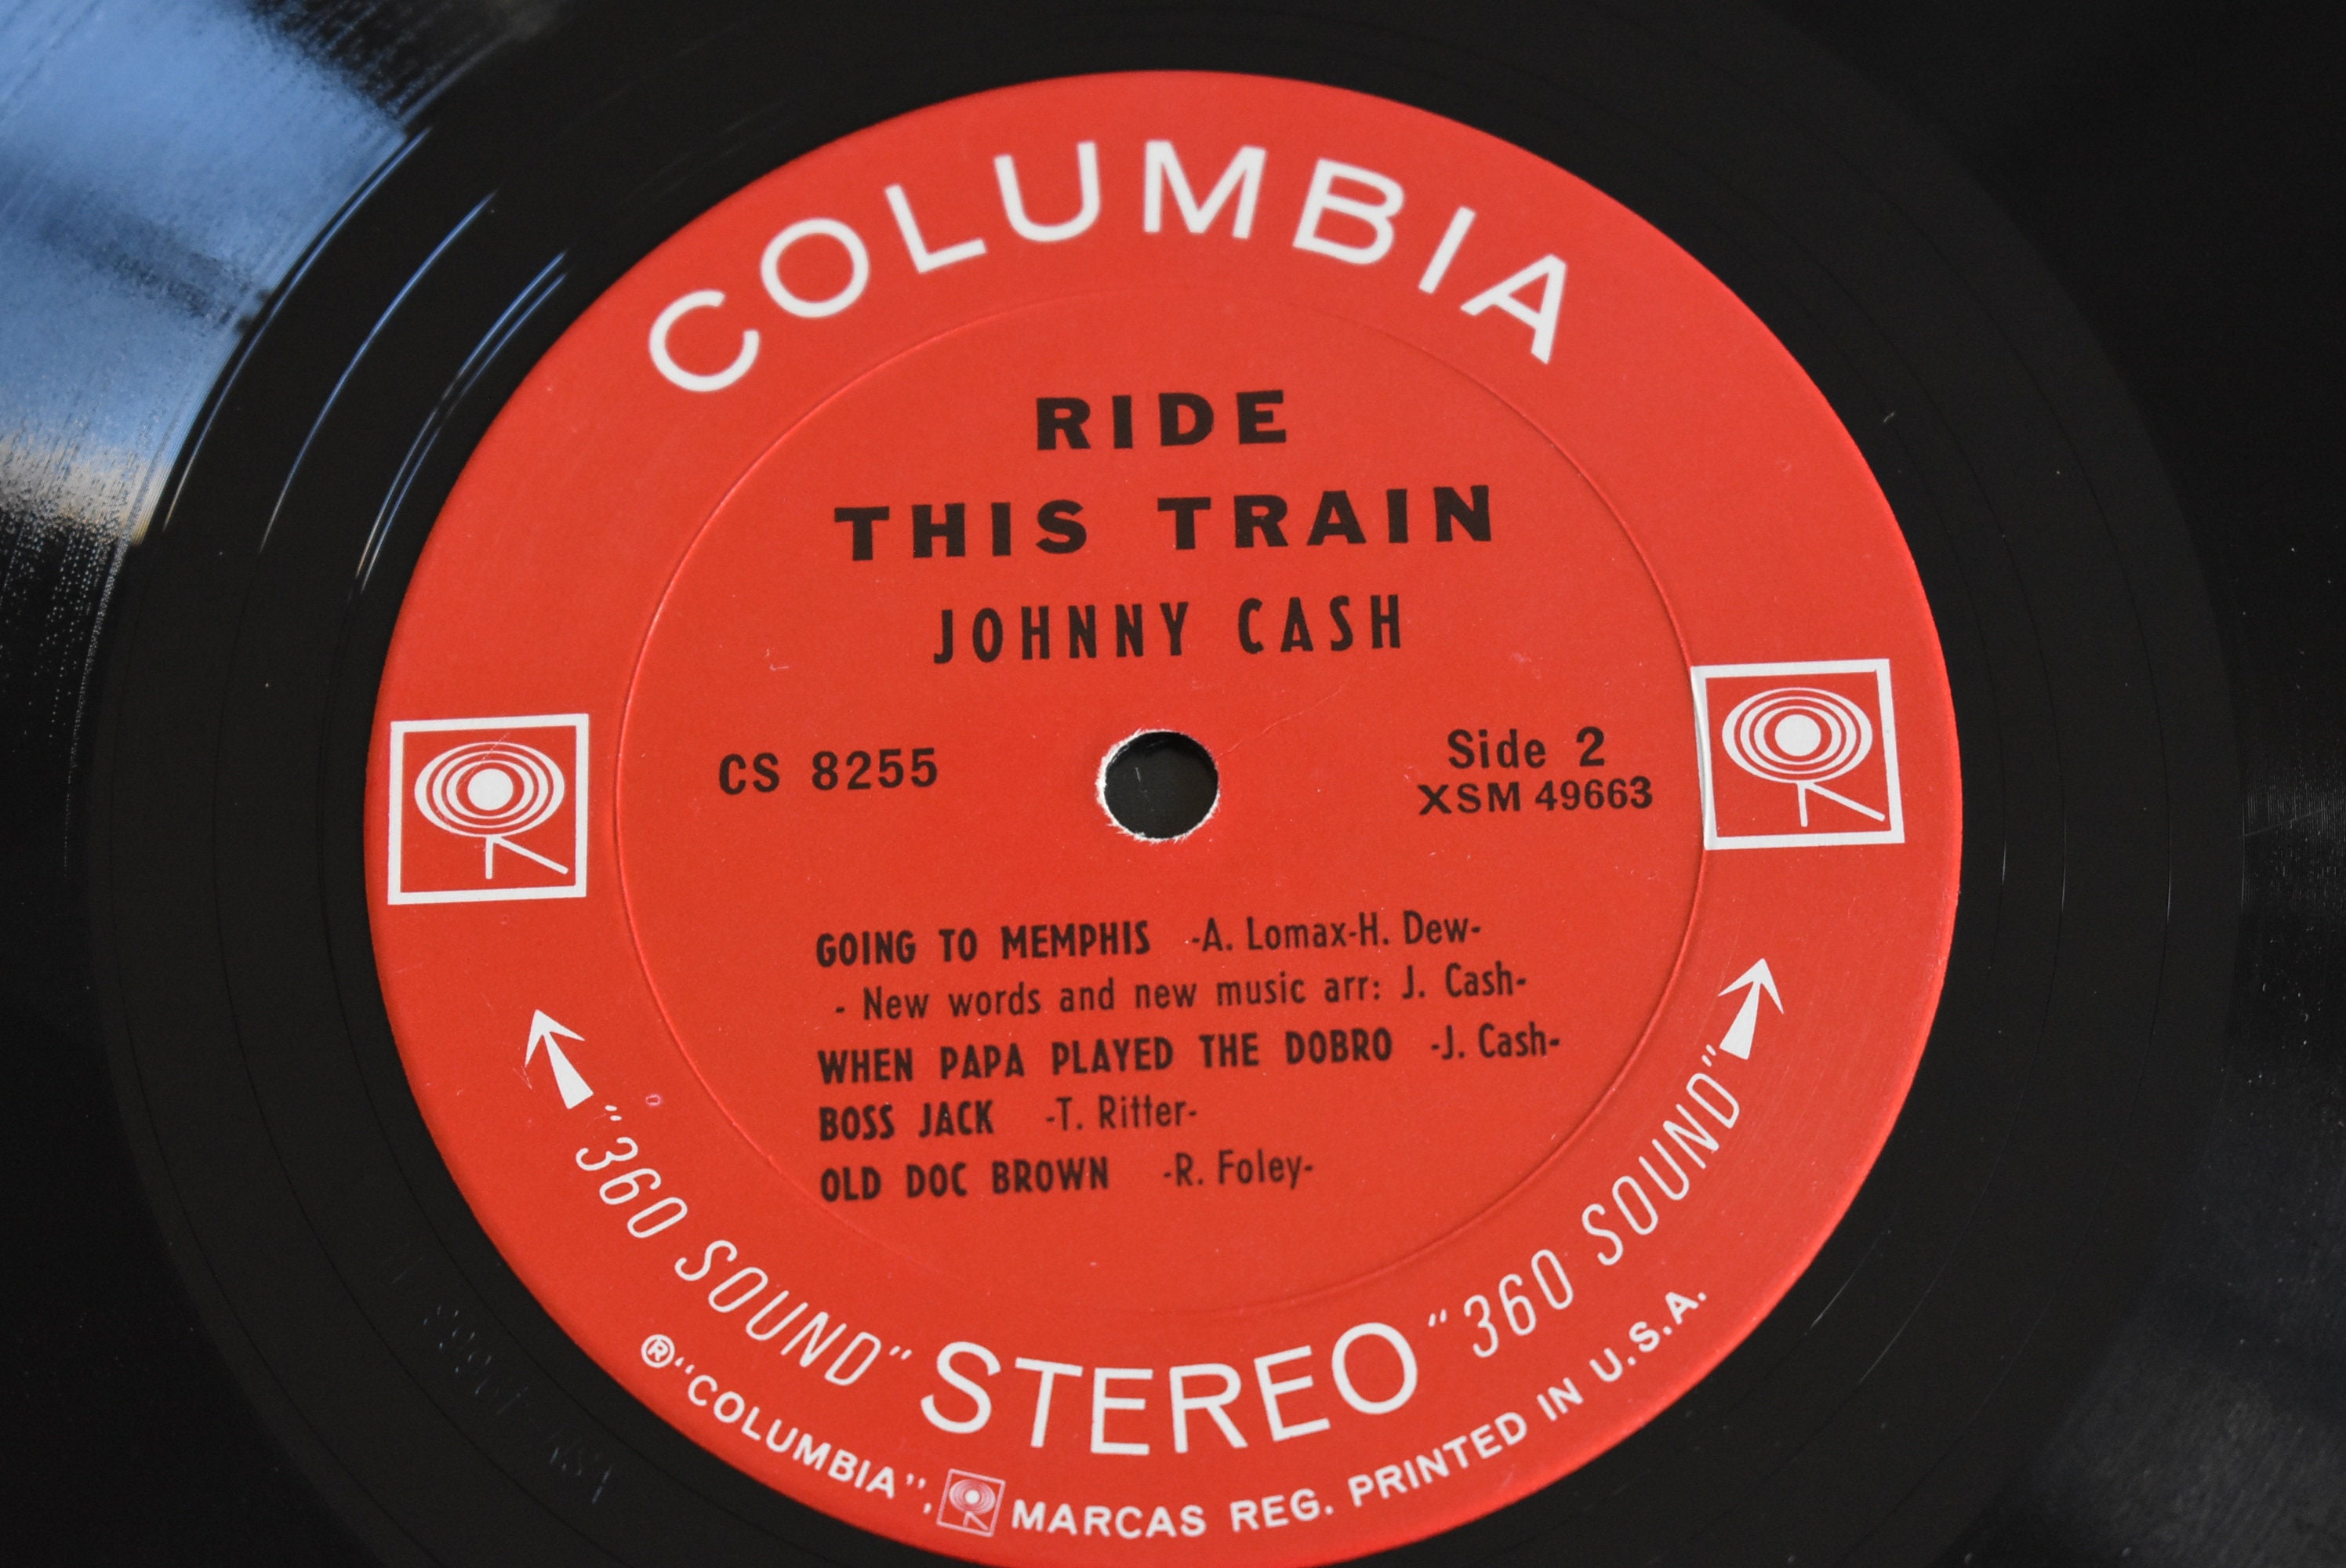 COLUMBIA
RIDE
THIS TRAIN
JOHNNY CASH
CS 8255
Side 2
XSM 49663
GOING TO MEMPHIS -A. Lomax-H. Dew-
- New words and new music arr: J. Cash-
WHEN PAPA PLAYED THE DOBRO -J. Cash-
BOSS JACK -T. Ritter-
OLD DOC BROWN -R. Foley-
"360 SOUND" STEREO "360 SOUND"
®"COLUMBIA", MARCAS REG. PRINTED IN U.S.A.